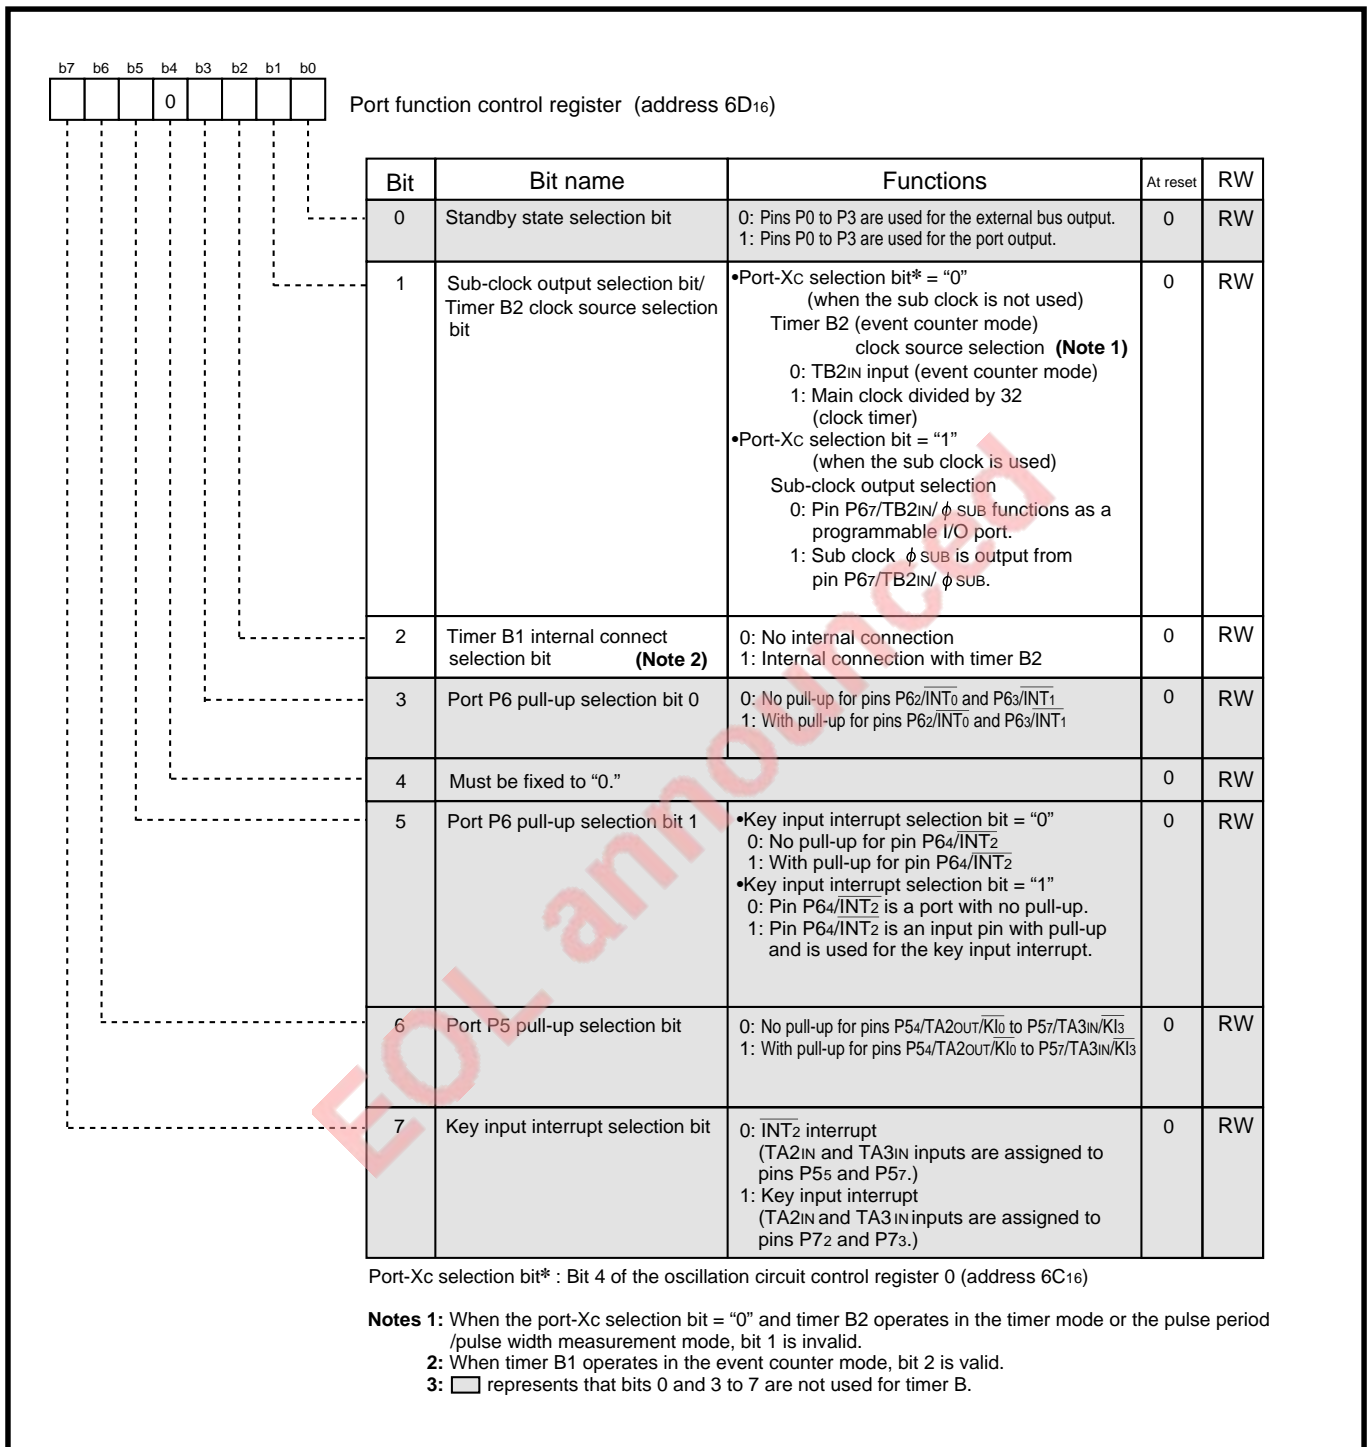 b7 b6 b5 b4 b3 b2 b1 b0
0
Port function control register (address 6D16)
Bit Bit name Functions At reset RW
0 Standby state selection bit 0: Pins P0 to P3 are used for the external bus output. 0 RW
1: Pins P0 to P3 are used for the port output.
1 Sub-clock output selection bit/ •Port-XC selection bit* = “0” 0 RW
(when the sub clock is not used)
Timer B2 clock source selection
bit Timer B2 (event counter mode)
clock source selection (Note 1)
0: TB2IN input (event counter mode)
1: Main clock divided by 32
(clock timer)
•Port-XC selection bit = “1”
(when the sub clock is used)
Sub-clock output selection
0: Pin P67/TB2IN/ ϕ SUB functions as a
programmable I/O port.
1: Sub clock ϕ SUB is output from
pin P67/TB2IN/ ϕ SUB.
2 Timer B1 internal connect 0: No internal connection 0 RW
selection bit (Note 2) 1: Internal connection with timer B2
3 Port P6 pull-up selection bit 0 0: No pull-up for pins P62/INT0 and P63/INT1 0 RW
1: With pull-up for pins P62/INT0 and P63/INT1
4 Must be fixed to “0.” 0 RW
5 Port P6 pull-up selection bit 1 •Key input interrupt selection bit = “0” 0 RW
0: No pull-up for pin P64/INT2
1: With pull-up for pin P64/INT2
•Key input interrupt selection bit = “1”
0: Pin P64/INT2 is a port with no pull-up.
1: Pin P64/INT2 is an input pin with pull-up
and is used for the key input interrupt.
6 Port P5 pull-up selection bit 0: No pull-up for pins P54/TA2OUT/KI0 to P57/TA3IN/KI3 0 RW
1: With pull-up for pins P54/TA2OUT/KI0 to P57/TA3IN/KI3
7 Key input interrupt selection bit 0: INT2 interrupt 0 RW
(TA2IN and TA3IN inputs are assigned to
pins P55 and P57.)
1: Key input interrupt
(TA2IN and TA3IN inputs are assigned to
pins P72 and P73.)
EOL announced
Port-Xc selection bit* : Bit 4 of the oscillation circuit control register 0 (address 6C16)
Notes 1: When the port-Xc selection bit = “0” and timer B2 operates in the timer mode or the pulse period
/pulse width measurement mode, bit 1 is invalid.
2: When timer B1 operates in the event counter mode, bit 2 is valid.
3: represents that bits 0 and 3 to 7 are not used for timer B.